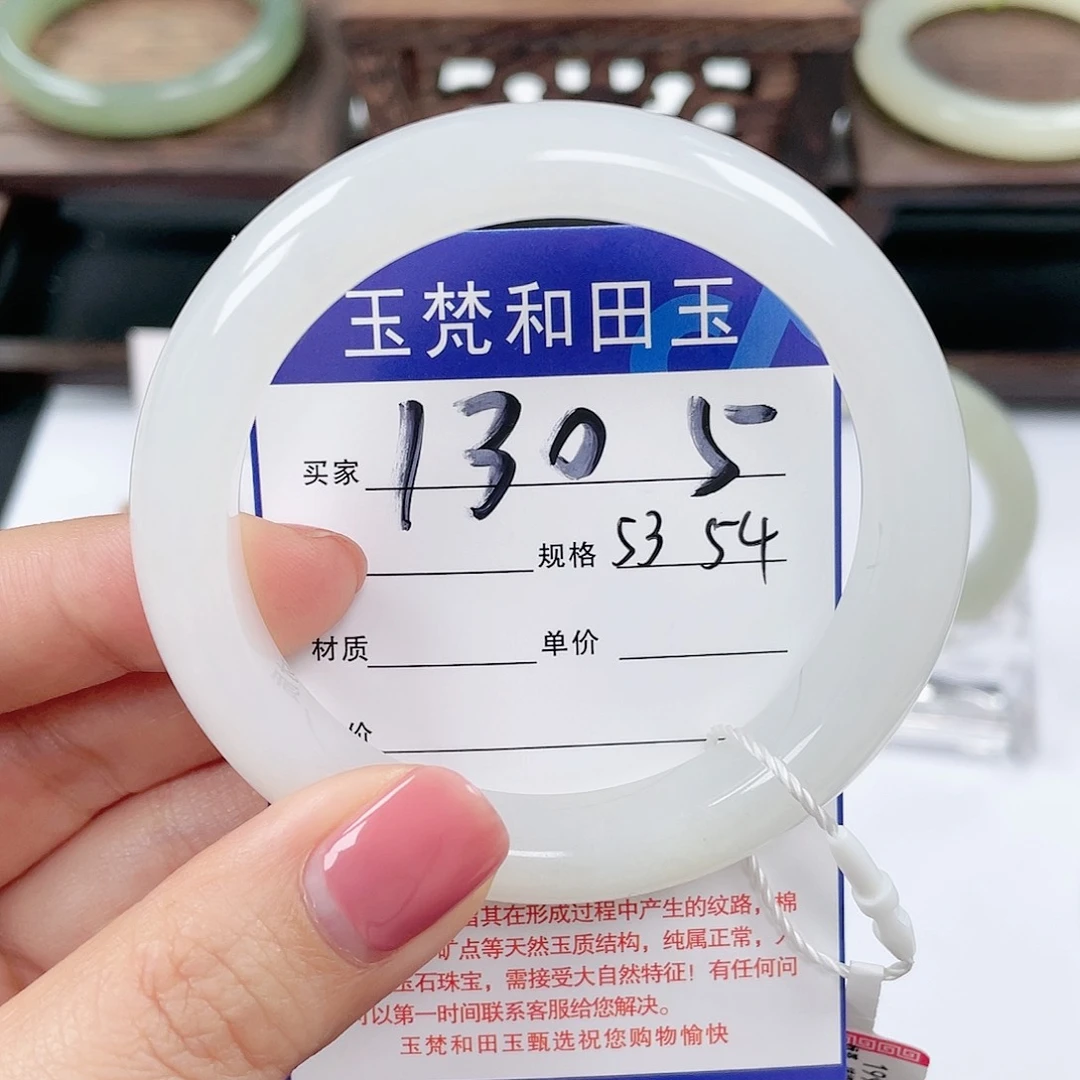 玉梵和田玉
买家 130 5
规格 53 54
材质 单价
价
其在形成过程中产生的纹路，棉
矿点等天然玉质结构，纯属正常，
玉石珠宝，需接受大自然特征！有任何问
可以第一时间联系客服给您解决。
玉梵和田玉甄选祝您购物愉快